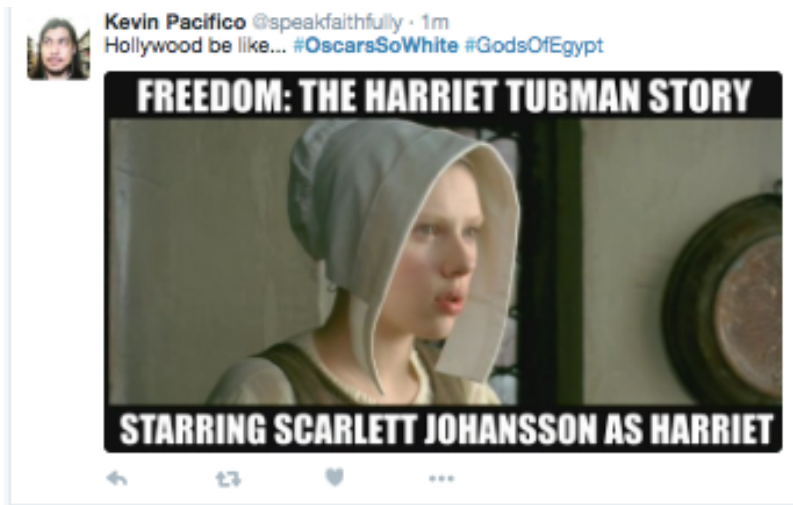 Kevin Pacifico @speakfaithfully · 1m
Hollywood be like... #OscarsSoWhite #GodsOfEgypt
FREEDOM: THE HARRIET TUBMAN STORY
STARRING SCARLETT JOHANSSON AS HARRIET